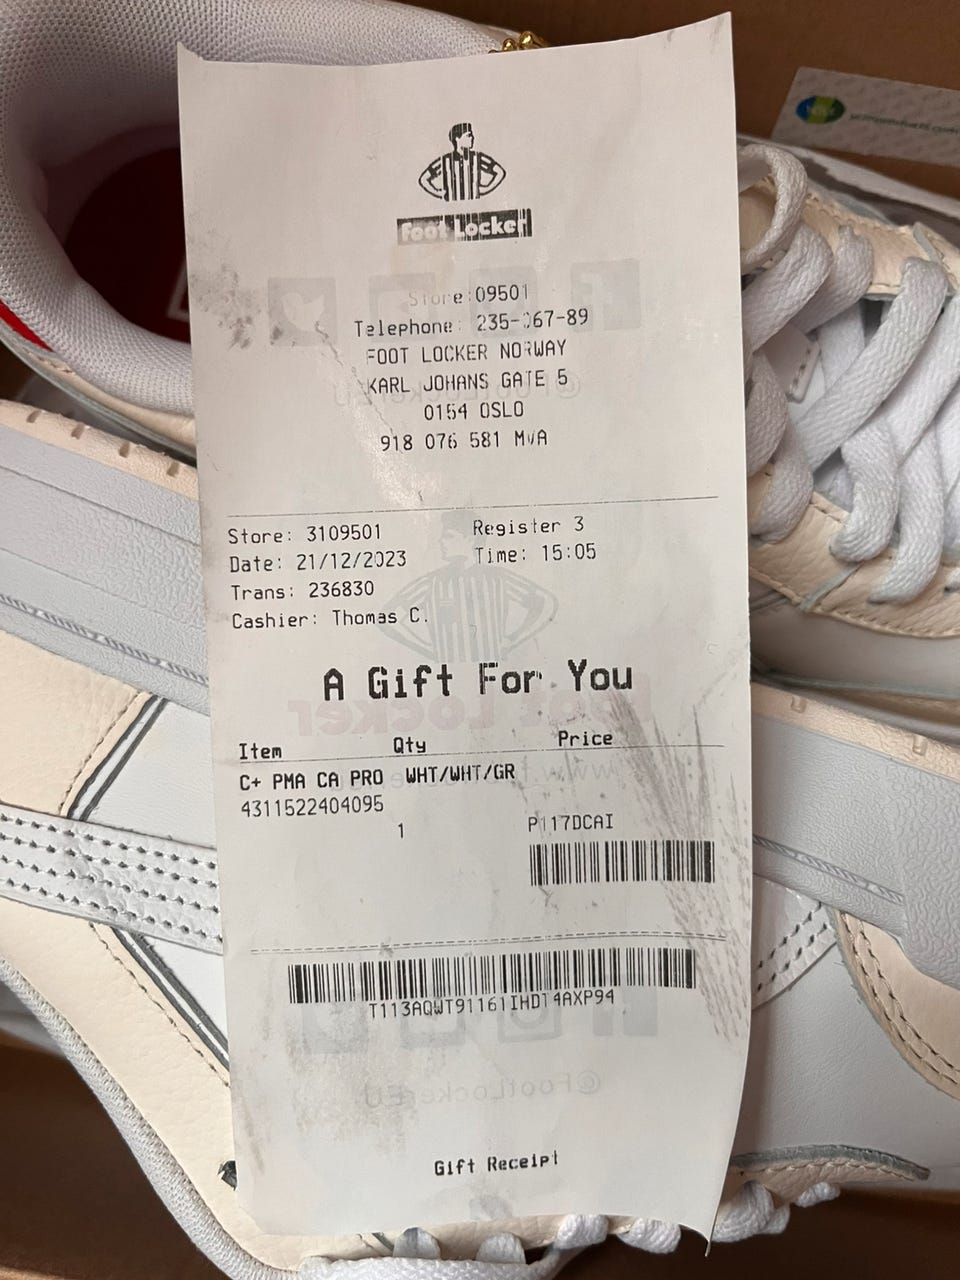 Foot Locker
Store:09501
Telephone: 235-067-89
FOOT LOCKER NORWAY
KARL JOHANS GATE 5
0154 OSLO
918 076 581 MVA
Store: 3109501 Register 3
Date: 21/12/2023 Time: 15:05
Trans: 236830
Cashier: Thomas C.
A Gift For You
Item Qty Price
C+ PMA CA PRO WHT/WHT/GR
4311522404095
1 P117DCAI
T113AQWT91161IHD14AXP94
@FootLockerEU
Gift Receipt